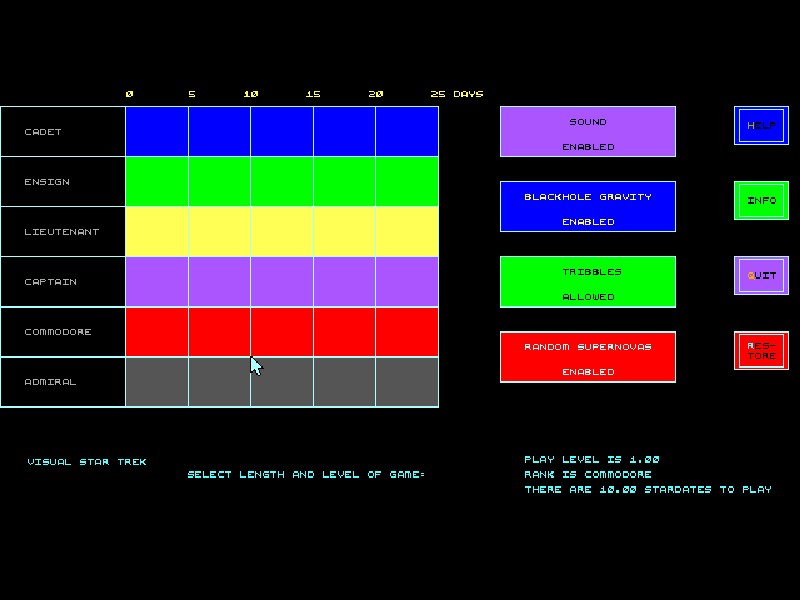 0 5 10 15 20 25 DAYS
CADET
ENSIGN
LIEUTENANT
CAPTAIN
COMMODORE
ADMIRAL
SOUND
ENABLED
BLACKHOLE GRAVITY
ENABLED
TRIBBLES
ALLOWED
RANDOM SUPERNOVAS
ENABLED
HELP
INFO
QUIT
RES-
TORE
VISUAL STAR TREK
SELECT LENGTH AND LEVEL OF GAME:
PLAY LEVEL IS 1.00
RANK IS COMMODORE
THERE ARE 10.00 STARDATES TO PLAY